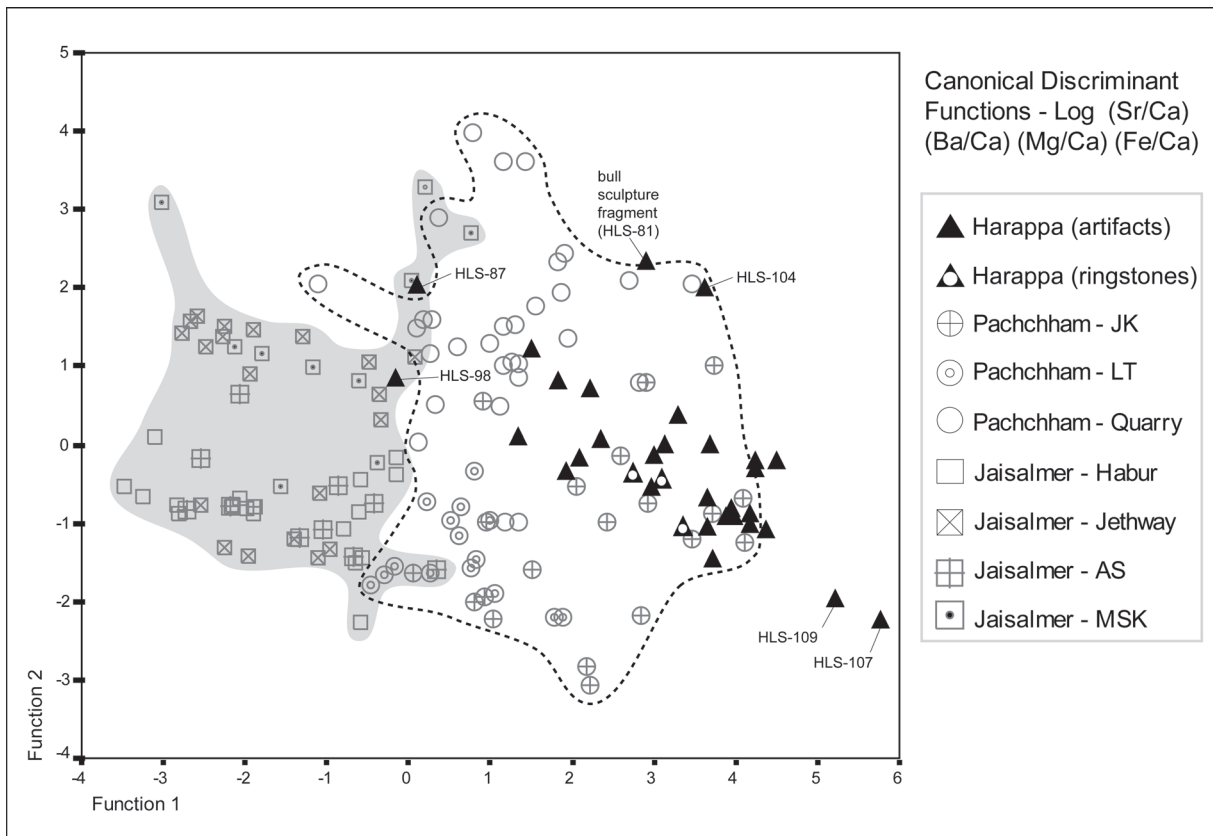 5
4
3
2
1
0
-1
-2
-3
-4
Function 2
-4
-3
-2
-1
0
1
2
3
4
5
6
Function 1
bull
sculpture
fragment
(HLS-81)
HLS-87
HLS-104
HLS-98
HLS-109
HLS-107
Canonical Discriminant
Functions - Log (Sr/Ca)
(Ba/Ca) (Mg/Ca) (Fe/Ca)
Harappa (artifacts)
Harappa (ringstones)
Pachchham - JK
Pachchham - LT
Pachchham - Quarry
Jaisalmer - Habur
Jaisalmer - Jethway
Jaisalmer - AS
Jaisalmer - MSK